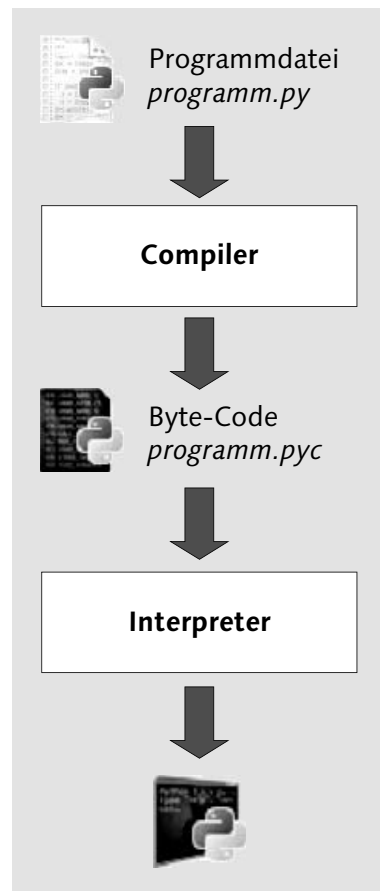 Programmdatei
programm.py
Compiler
Byte-Code
programm.pyc
Interpreter